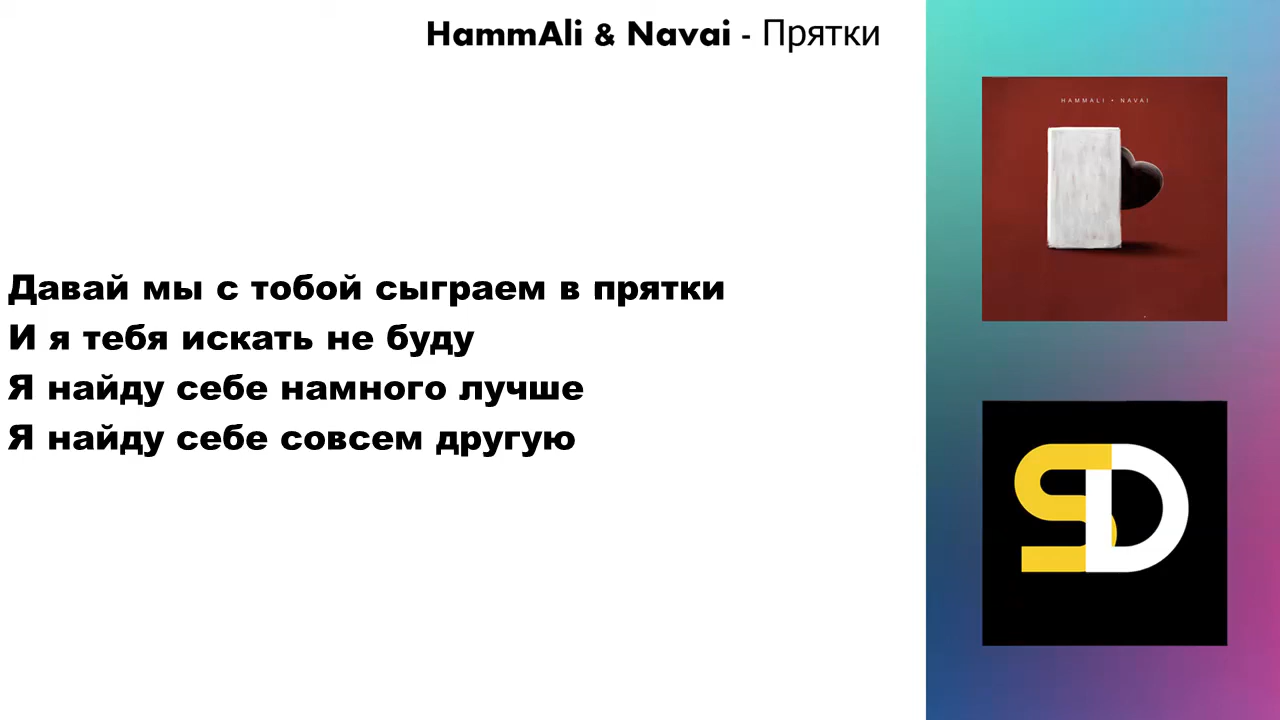 HammAli & Navai - Прятки
HAMMALI • NAVAI
Давай мы с тобой сыграем в прятки
И я тебя искать не буду
Я найду себе намного лучше
Я найду себе совсем другую
SD